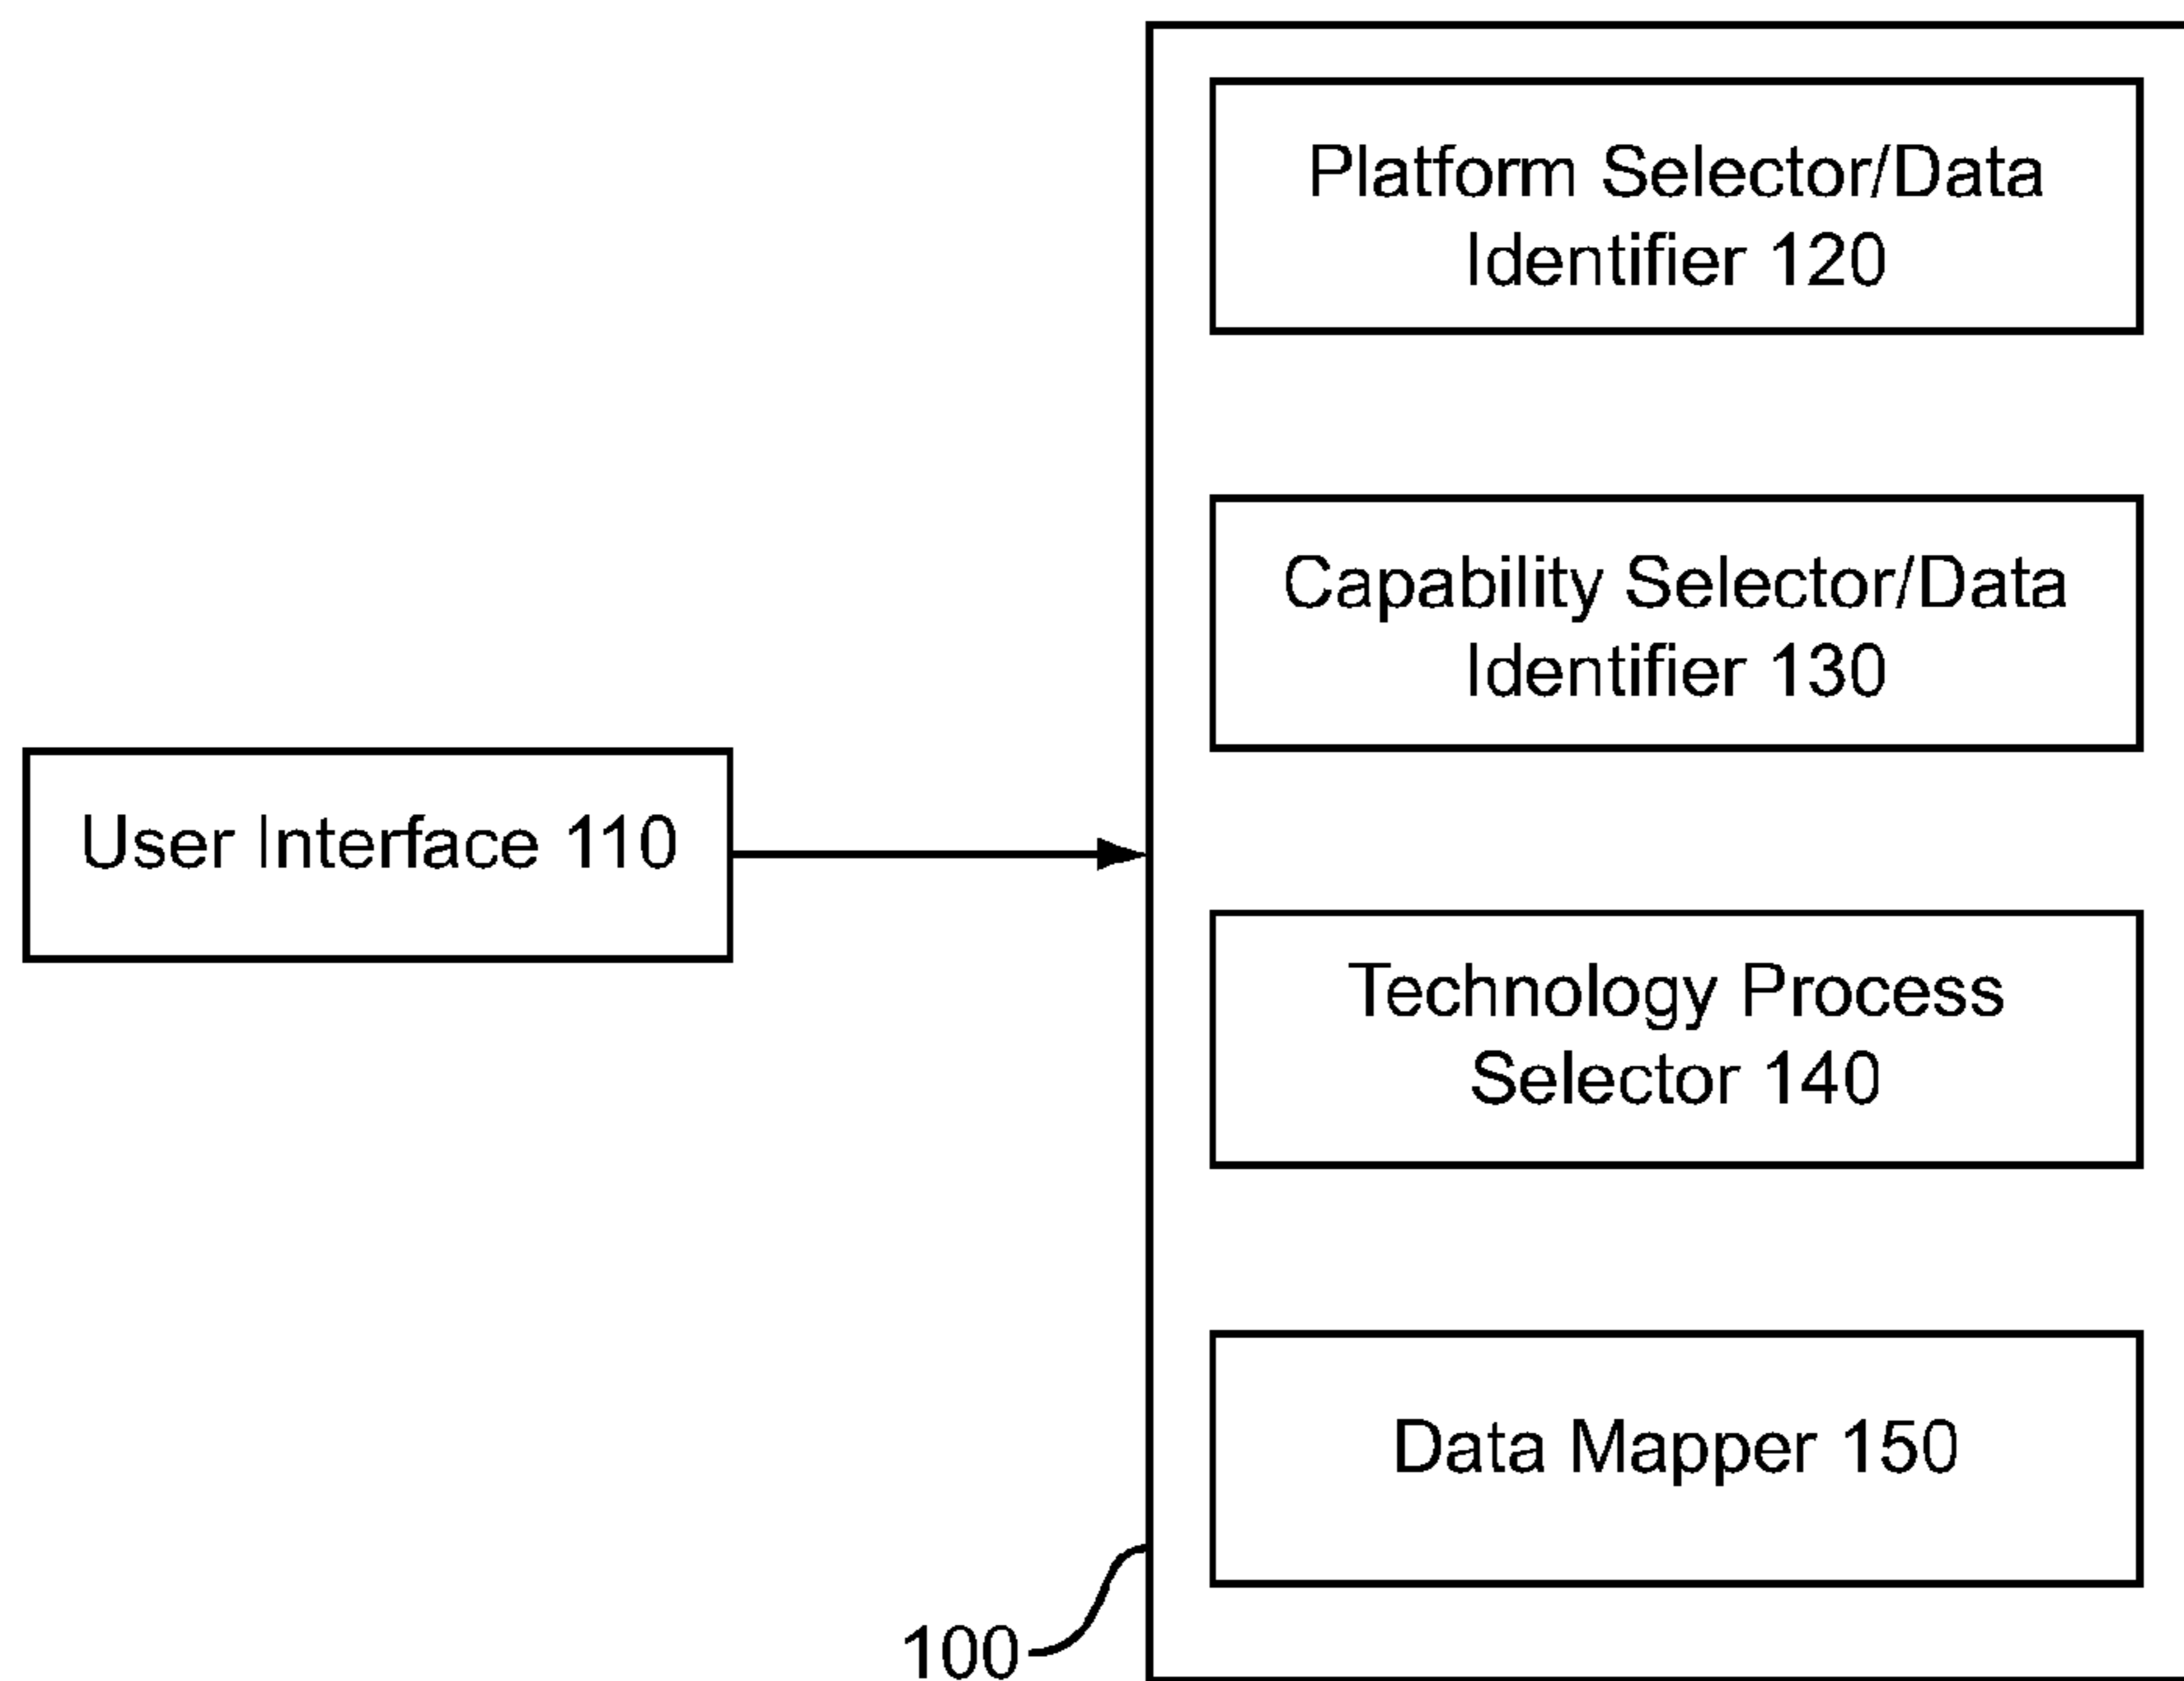 Platform Selector/Data
Identifier 120
Capability Selector/Data
Identifier 130
User Interface 110
Technology Process
Selector 140
Data Mapper 150
100